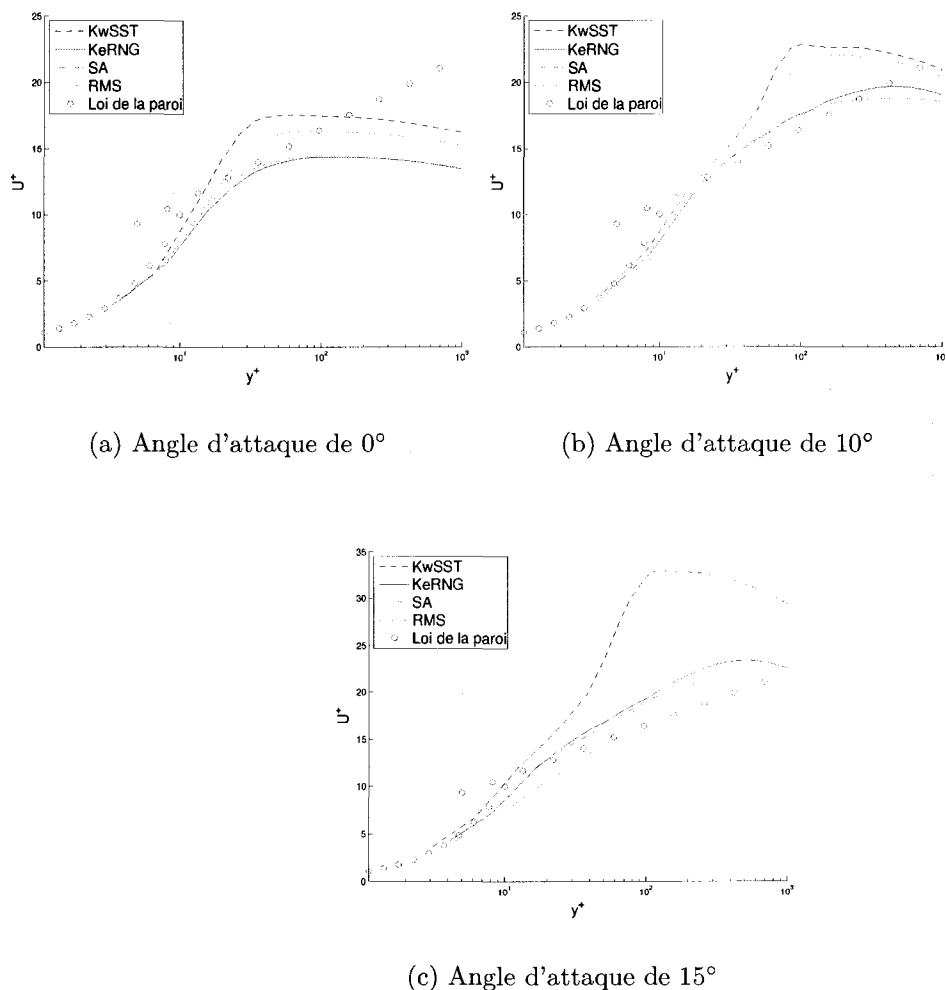 25
20
15
10
5
0
U⁺
KwSST
KeRNG
SA
RMS
Loi de la paroi
10¹
10²
10³
y⁺
(a) Angle d'attaque de 0°
25
20
15
10
5
0
U⁺
KwSST
KeRNG
SA
RMS
Loi de la paroi
10¹
10²
10
y⁺
(b) Angle d'attaque de 10°
35
30
25
20
15
10
5
0
U⁺
KwSST
KeRNG
SA
RMS
Loi de la paroi
10¹
10²
10³
y⁺
(c) Angle d'attaque de 15°